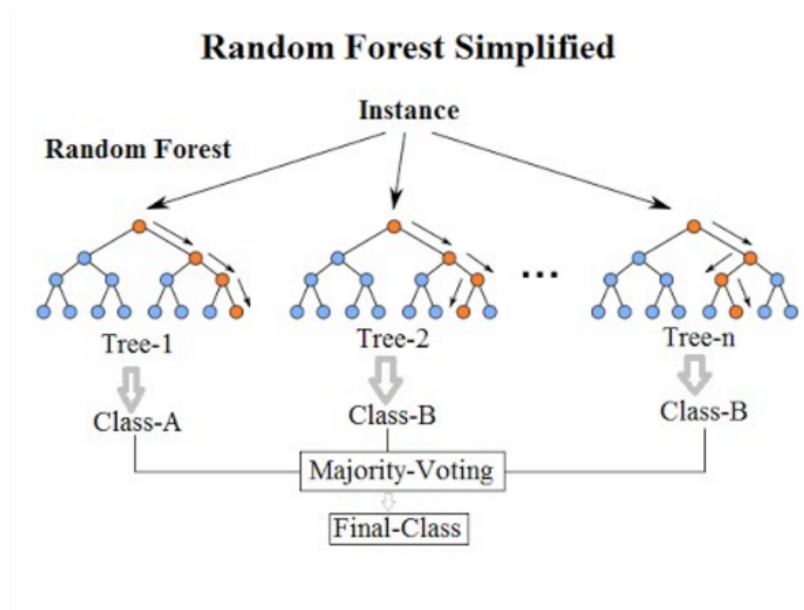 Random Forest Simplified
Instance
Random Forest
...
Tree-1
Tree-2
Tree-n
Class-A
Class-B
Class-B
Majority-Voting
Final-Class